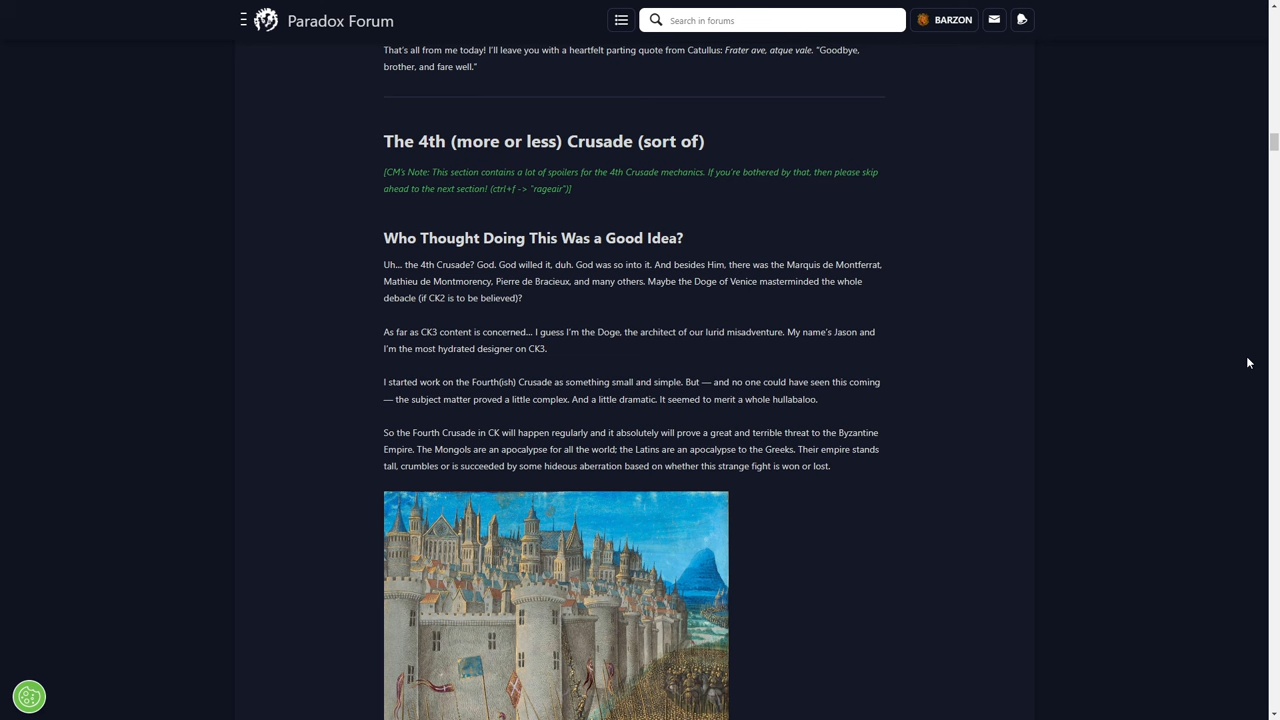 Paradox Forum
Search in forums
BARZON
That's all from me today! I'll leave you with a heartfelt parting quote from Catullus: Frater ave, atque vale. "Goodbye,
brother, and fare well."
The 4th (more or less) Crusade (sort of)
[CM's Note: This section contains a lot of spoilers for the 4th Crusade mechanics. If you're bothered by that, then please skip
ahead to the next section! (ctrl+f -> "rageair")]
Who Thought Doing This Was a Good Idea?
Uh... the 4th Crusade? God. God willed it, duh. God was so into it. And besides Him, there was the Marquis de Montferrat,
Mathieu de Montmorency, Pierre de Bracieux, and many others. Maybe the Doge of Venice masterminded the whole
debacle (if CK2 is to be believed)?
As far as CK3 content is concerned... I guess I'm the Doge, the architect of our lurid misadventure. My name's Jason and
I'm the most hydrated designer on CK3.
I started work on the Fourth(ish) Crusade as something small and simple. But — and no one could have seen this coming
— the subject matter proved a little complex. And a little dramatic. It seemed to merit a whole hullabaloo.
So the Fourth Crusade in CK will happen regularly and it absolutely will prove a great and terrible threat to the Byzantine
Empire. The Mongols are an apocalypse for all the world; the Latins are an apocalypse to the Greeks. Their empire stands
tall, crumbles or is succeeded by some hideous aberration based on whether this strange fight is won or lost.